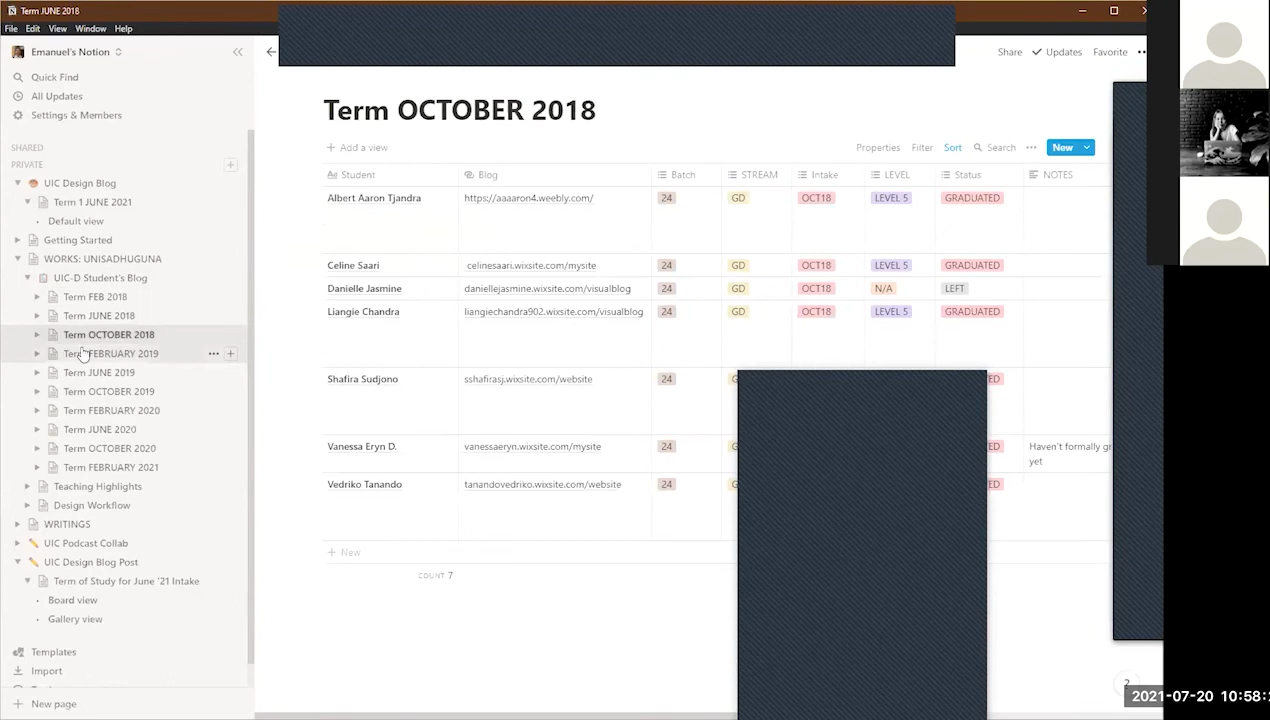 Term JUNE 2018
File Edit View Window Help
Emanuel's Notion
Quick Find
All Updates
Settings & Members
SHARED
PRIVATE
UIC Design Blog
Term 1 JUNE 2021
Default view
Getting Started
WORKS: UNISADHUGUNA
UIC-D Student's Blog
Term FEB 2018
Term JUNE 2018
Term OCTOBER 2018
Term FEBRUARY 2019
Term JUNE 2019
Term OCTOBER 2019
Term FEBRUARY 2020
Term JUNE 2020
Term OCTOBER 2020
Term FEBRUARY 2021
Teaching Highlights
Design Workflow
WRITINGS
UIC Podcast Collab
UIC Design Blog Post
Term of Study for June '21 Intake
Board view
Gallery view
Templates
Import
New page
Share Updates Favorite
Term OCTOBER 2018
Add a view Properties Filter Sort Search New
Student Blog Batch STREAM Intake LEVEL Status NOTES
Albert Aaron Tjandra https://aaaaron4.weebly.com/ 24 GD OCT18 LEVEL 5 GRADUATED
Celine Saari celinesaari.wixsite.com/mysite 24 GD OCT18 LEVEL 5 GRADUATED
Danielle Jasmine daniellejasmine.wixsite.com/visualblog 24 GD OCT18 N/A LEFT
Liangie Chandra liangiechandra902.wixsite.com/visualblog 24 GD OCT18 LEVEL 5 GRADUATED
Shafira Sudjono sshafirasj.wixsite.com/website 24
Vanessa Eryn D. vanessaeryn.wixsite.com/mysite 24 Haven't formally
yet
Vedriko Tanando tanandovedriko.wixsite.com/website 24
New
COUNT 7
?
2021-07-20 10:58: